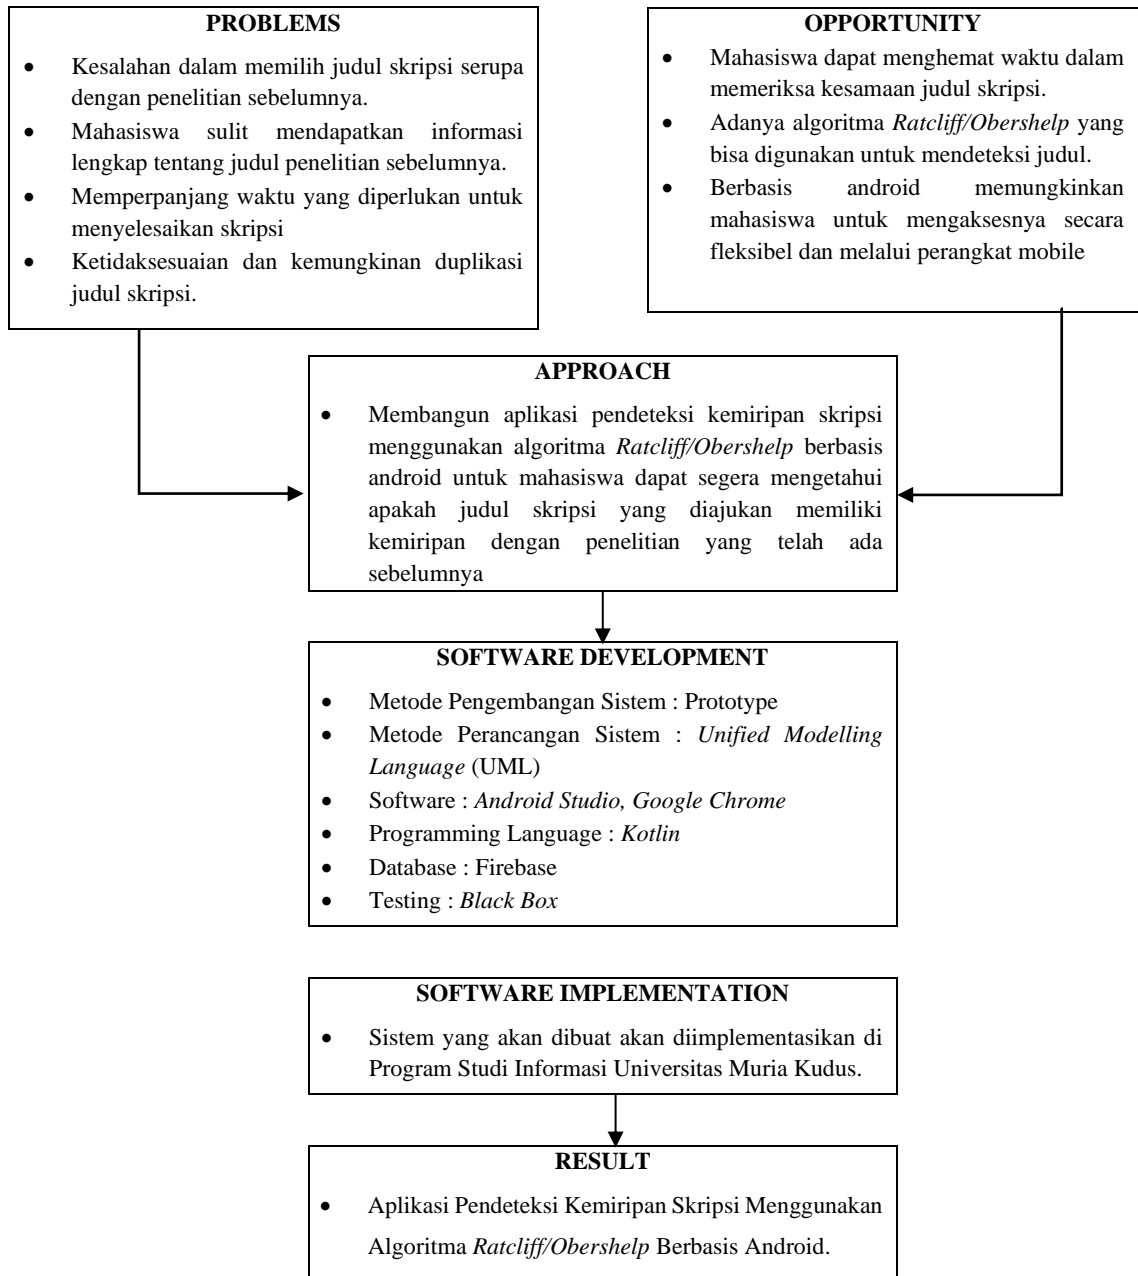 PROBLEMS
• Kesalahan dalam memilih judul skripsi serupa
dengan penelitian sebelumnya.
• Mahasiswa sulit mendapatkan informasi
lengkap tentang judul penelitian sebelumnya.
• Memperpanjang waktu yang diperlukan untuk
menyelesaikan skripsi
• Ketidaksesuaian dan kemungkinan duplikasi
judul skripsi.
OPPORTUNITY
• Mahasiswa dapat menghemat waktu dalam
memeriksa kesamaan judul skripsi.
• Adanya algoritma Ratcliff/Obershelp yang
bisa digunakan untuk mendeteksi judul.
• Berbasis android memungkinkan
mahasiswa untuk mengaksesnya secara
fleksibel dan melalui perangkat mobile
APPROACH
• Membangun aplikasi pendeteksi kemiripan skripsi
menggunakan algoritma Ratcliff/Obershelp berbasis
android untuk mahasiswa dapat segera mengetahui
apakah judul skripsi yang diajukan memiliki
kemiripan dengan penelitian yang telah ada
sebelumnya
SOFTWARE DEVELOPMENT
• Metode Pengembangan Sistem : Prototype
• Metode Perancangan Sistem : Unified Modelling
Language (UML)
• Software : Android Studio, Google Chrome
• Programming Language : Kotlin
• Database : Firebase
• Testing : Black Box
SOFTWARE IMPLEMENTATION
• Sistem yang akan dibuat akan diimplementasikan di
Program Studi Informasi Universitas Muria Kudus.
RESULT
• Aplikasi Pendeteksi Kemiripan Skripsi Menggunakan
Algoritma Ratcliff/Obershelp Berbasis Android.